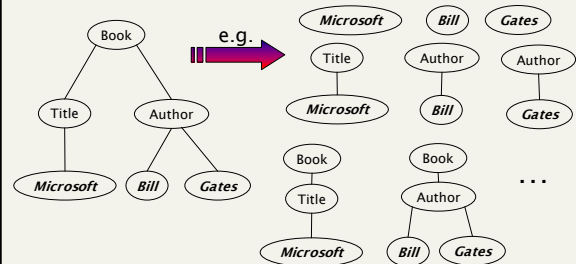 Book
Title Author
Microsoft Bill Gates
e.g.
Microsoft Bill Gates
Title Author Author
Microsoft Bill Gates
Book Book
Title Author
Microsoft Bill Gates
...